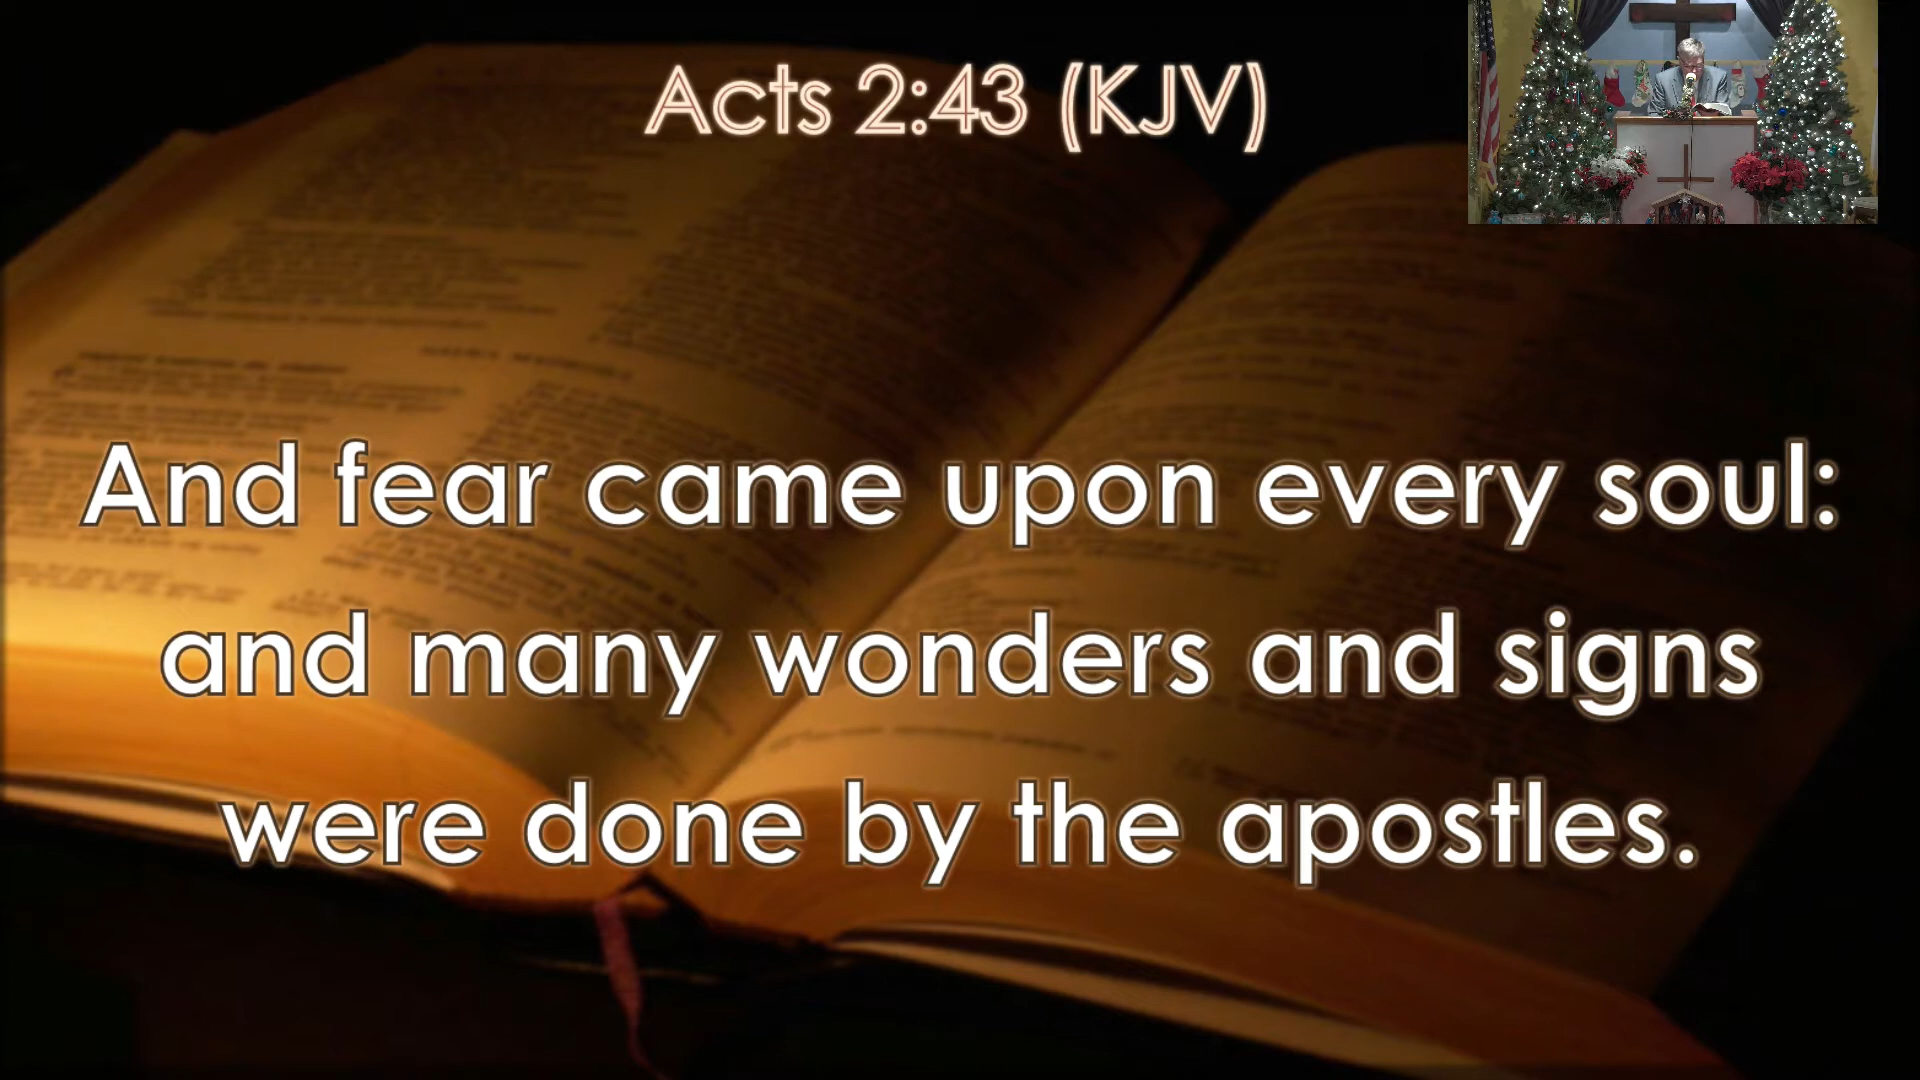 Acts 2:43 (KJV)
And fear came upon every soul:
and many wonders and signs
were done by the apostles.